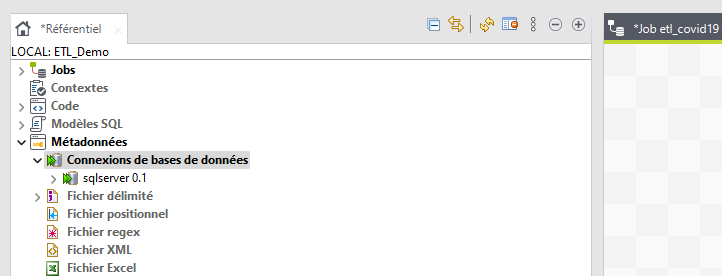 *Référentiel
*Job etl_covid19
LOCAL: ETL_Demo
Jobs
Contextes
Code
Modèles SQL
Métadonnées
Connexions de bases de données
sqlserver 0.1
Fichier délimité
Fichier positionnel
Fichier regex
Fichier XML
Fichier Excel